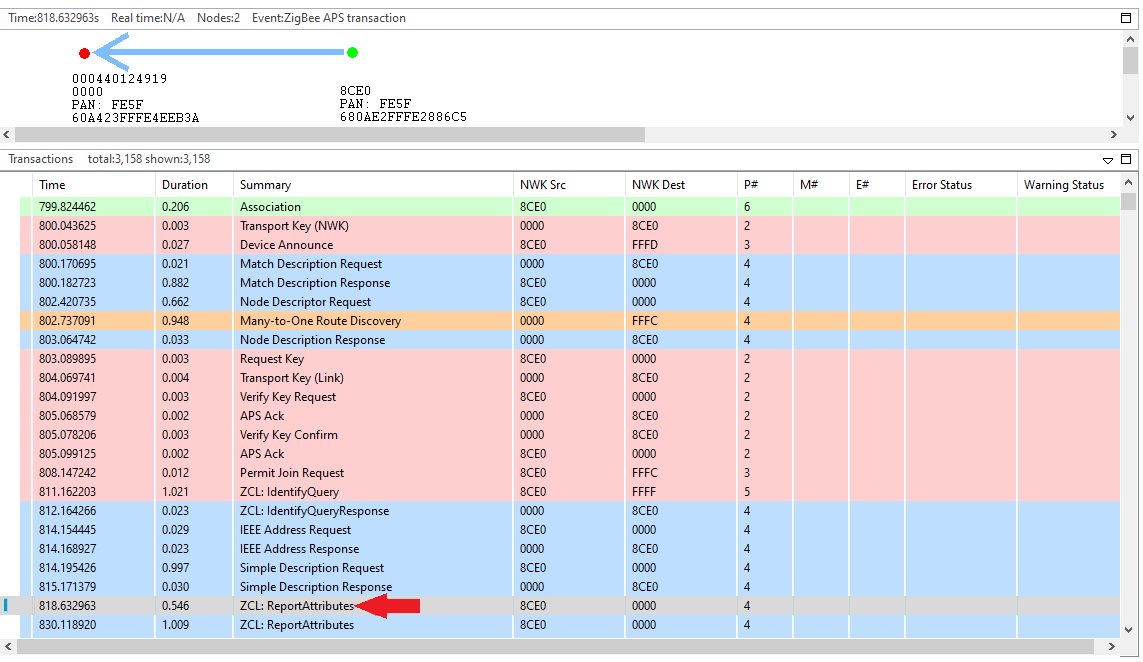 Time:818.632963s Real time:N/A Nodes:2 Event:ZigBee APS transaction
000440124919
0000
PAN: FE5F
60A423FFFE4EEB3A
8CE0
PAN: FE5F
680AE2FFFE2886C5
Transactions total:3,158 shown:3,158
Time Duration Summary NWK Src NWK Dest P# M# E# Error Status Warning Status
799.824462 0.206 Association 8CE0 0000 6
800.043625 0.003 Transport Key (NWK) 0000 8CE0 2
800.058148 0.027 Device Announce 8CE0 FFFD 3
800.170695 0.021 Match Description Request 0000 8CE0 4
800.182723 0.882 Match Description Response 8CE0 0000 4
802.420735 0.662 Node Descriptor Request 8CE0 0000 4
802.737091 0.948 Many-to-One Route Discovery 0000 FFFC 4
803.064742 0.033 Node Description Response 0000 8CE0 4
803.089895 0.003 Request Key 8CE0 0000 2
804.069741 0.004 Transport Key (Link) 0000 8CE0 2
804.091997 0.003 Verify Key Request 8CE0 0000 2
805.068579 0.002 APS Ack 0000 8CE0 2
805.078206 0.003 Verify Key Confirm 0000 8CE0 2
805.099125 0.002 APS Ack 8CE0 0000 2
808.147242 0.012 Permit Join Request 8CE0 FFFC 3
811.162203 1.021 ZCL: IdentifyQuery 8CE0 FFFF 5
812.164266 0.023 ZCL: IdentifyQueryResponse 0000 8CE0 4
814.154445 0.029 IEEE Address Request 8CE0 0000 4
814.168927 0.023 IEEE Address Response 0000 8CE0 4
814.195426 0.997 Simple Description Request 8CE0 0000 4
815.171379 0.030 Simple Description Response 0000 8CE0 4
818.632963 0.546 ZCL: ReportAttributes 8CE0 0000 4
830.118920 1.009 ZCL: ReportAttributes 8CE0 0000 4